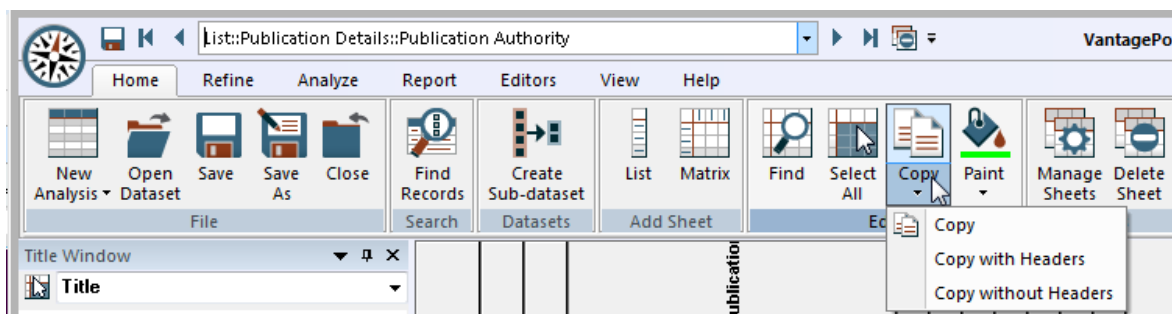 List::Publication Details::Publication Authority
VantagePo
Home Refine Analyze Report Editors View Help
New Analysis
Open Dataset
Save
Save As
Close
Find Records
Create Sub-dataset
List
Matrix
Find
Select All
Copy
Paint
Manage Sheets
Delete Sheet
File Search Datasets Add Sheet Ed
Copy
Copy with Headers
Copy without Headers
Title Window
Title
ublication